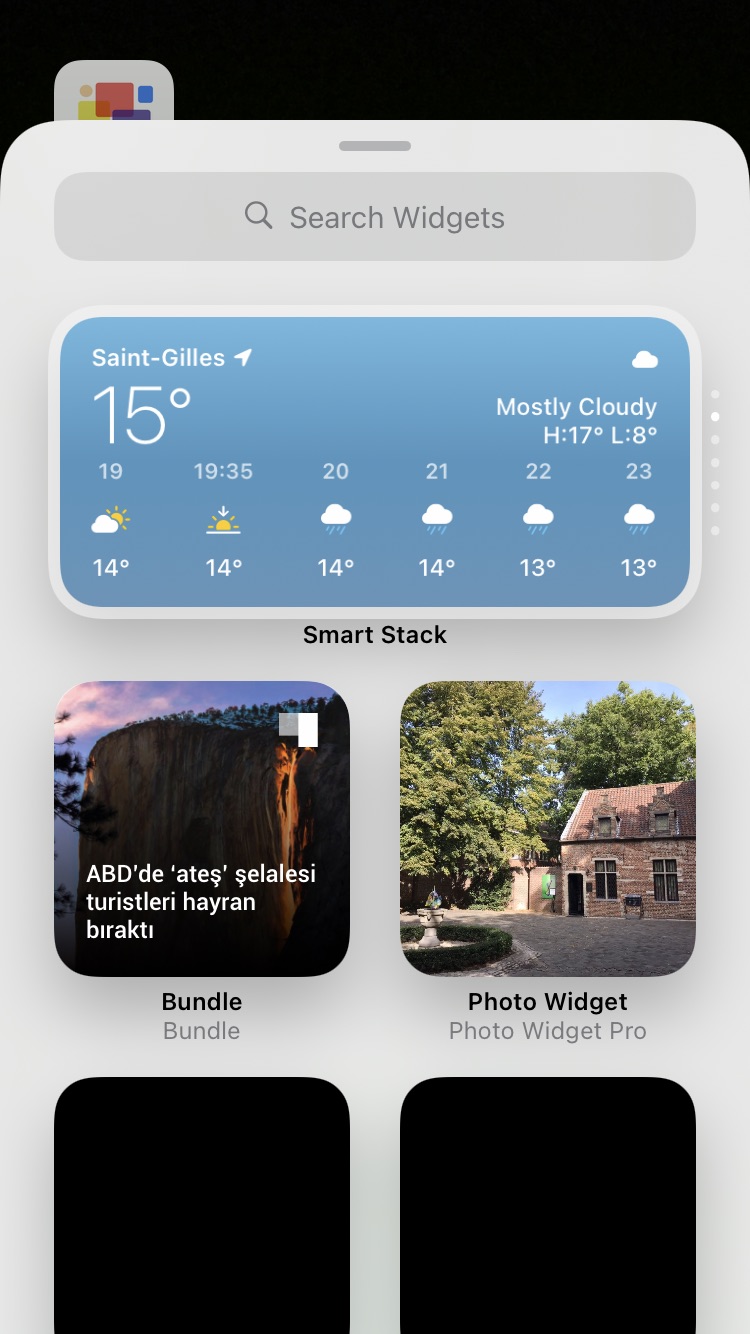 Search Widgets
Saint-Gilles
15°
Mostly Cloudy
H:17° L:8°
19 19:35 20 21 22 23
14° 14° 14° 14° 13° 13°
Smart Stack
ABD'de ‘ateş’ şelalesi
turistleri hayran
bıraktı
Bundle
Bundle
Photo Widget
Photo Widget Pro